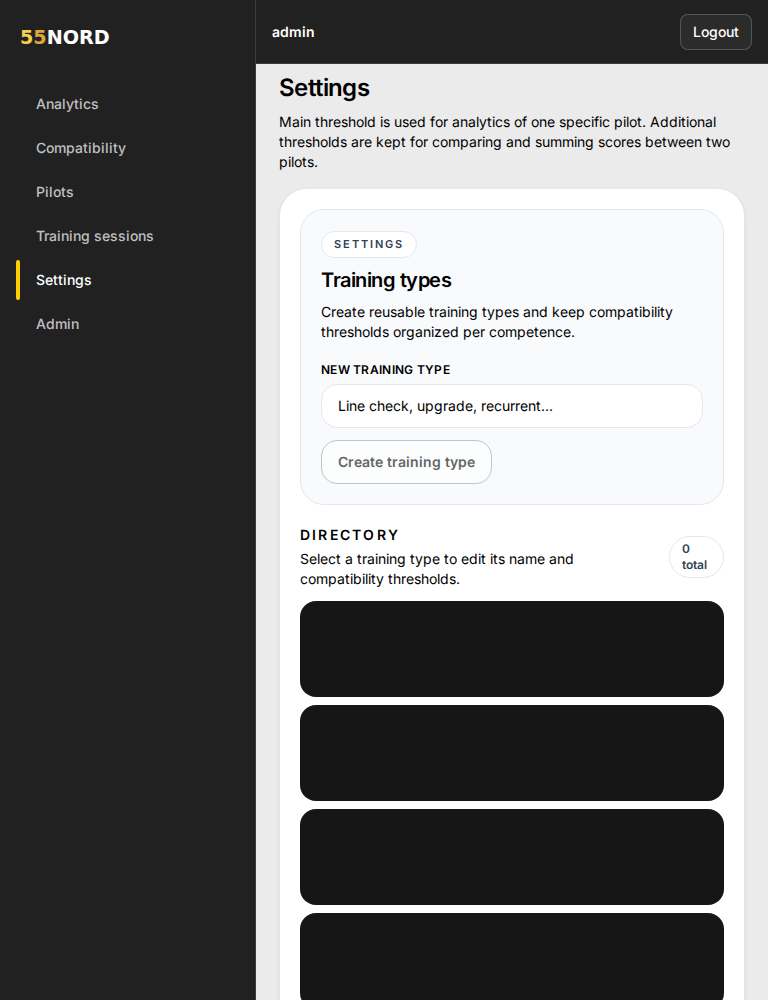 55NORD
Analytics
Compatibility
Pilots
Training sessions
Settings
Admin
admin
Logout
Settings
Main threshold is used for analytics of one specific pilot. Additional
thresholds are kept for comparing and summing scores between two
pilots.
SETTINGS
Training types
Create reusable training types and keep compatibility
thresholds organized per competence.
NEW TRAINING TYPE
Line check, upgrade, recurrent...
Create training type
DIRECTORY
Select a training type to edit its name and
compatibility thresholds.
0
total